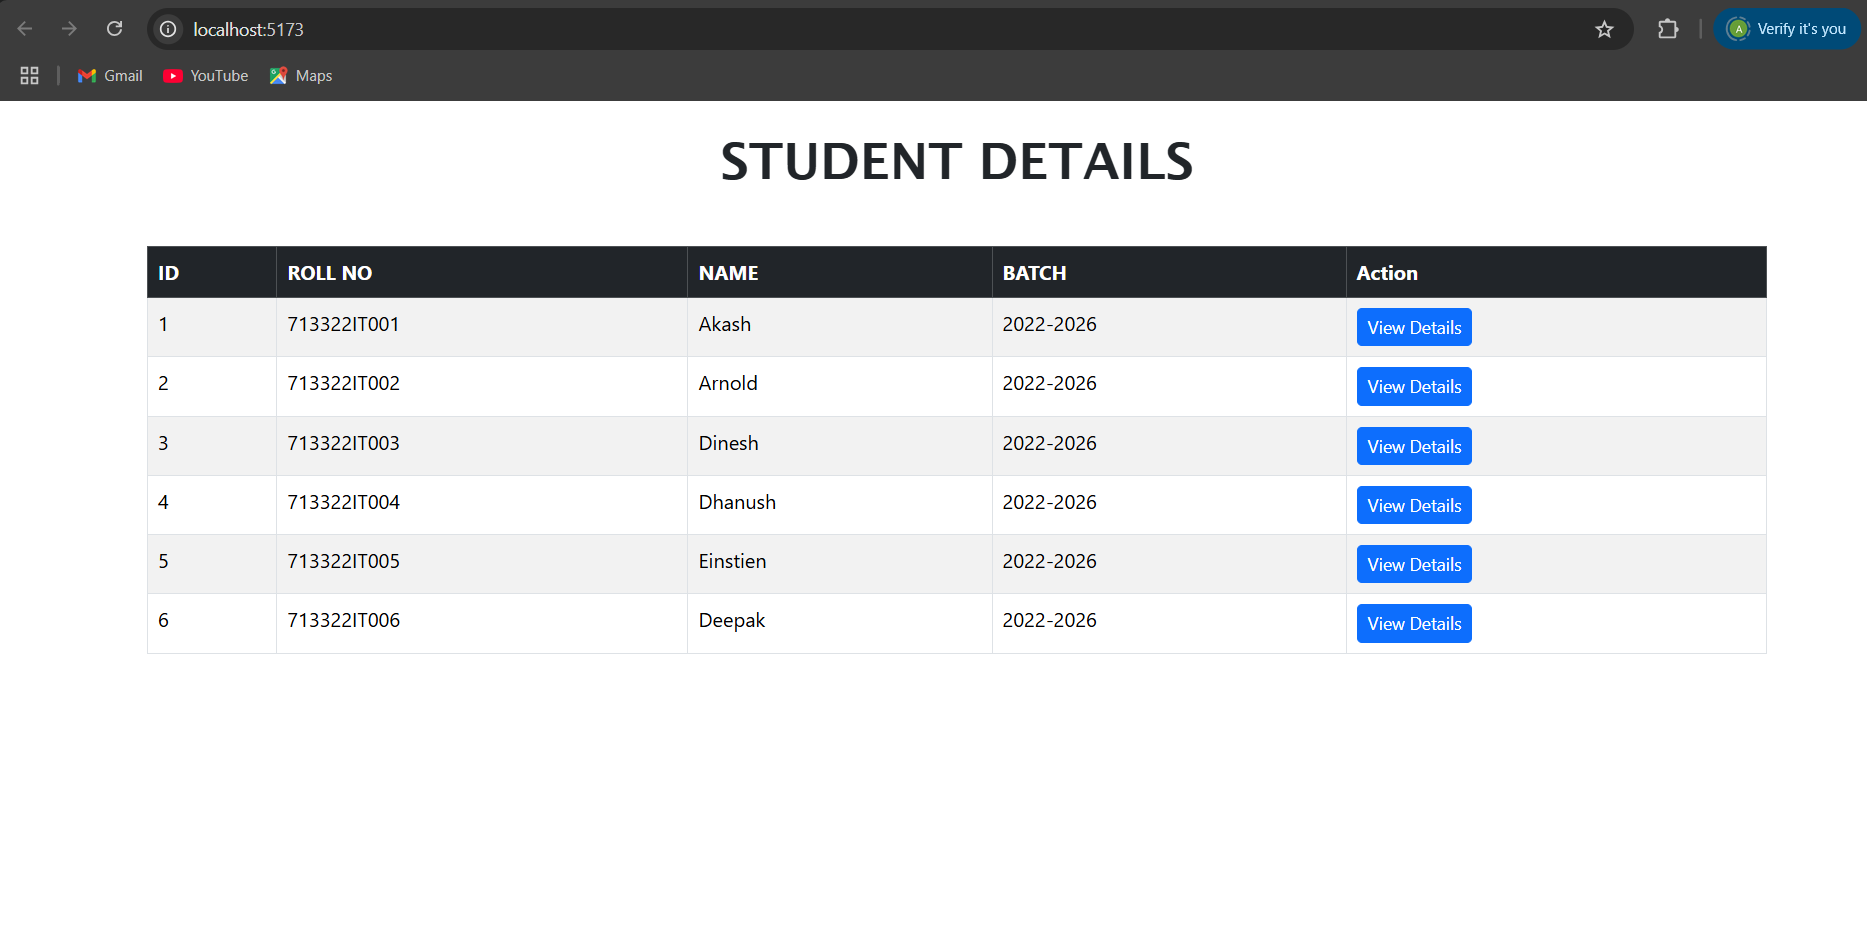 localhost:5173
A Verify it's you
Gmail YouTube Maps
STUDENT DETAILS
ID ROLL NO NAME BATCH Action
1 713322IT001 Akash 2022-2026 View Details
2 713322IT002 Arnold 2022-2026 View Details
3 713322IT003 Dinesh 2022-2026 View Details
4 713322IT004 Dhanush 2022-2026 View Details
5 713322IT005 Einstien 2022-2026 View Details
6 713322IT006 Deepak 2022-2026 View Details